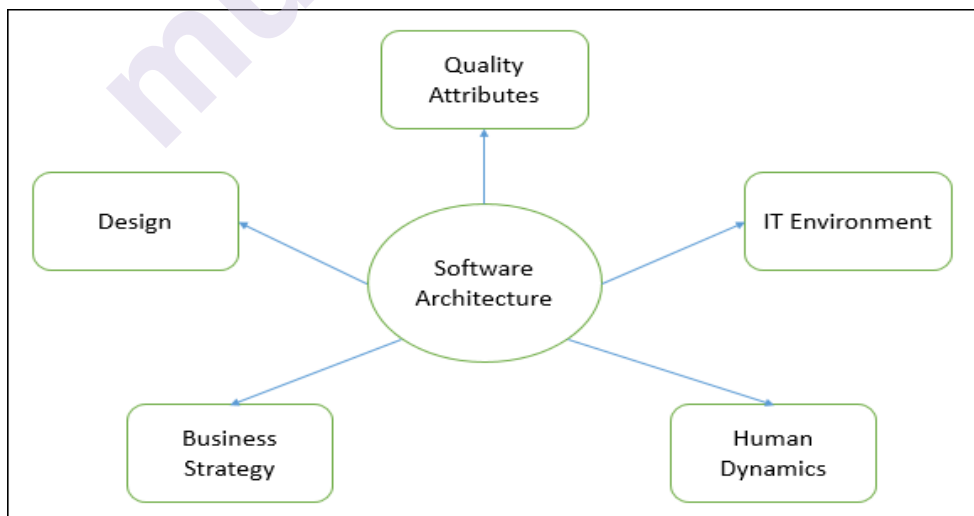 Quality
Attributes
Design
IT Environment
Software
Architecture
Business
Strategy
Human
Dynamics